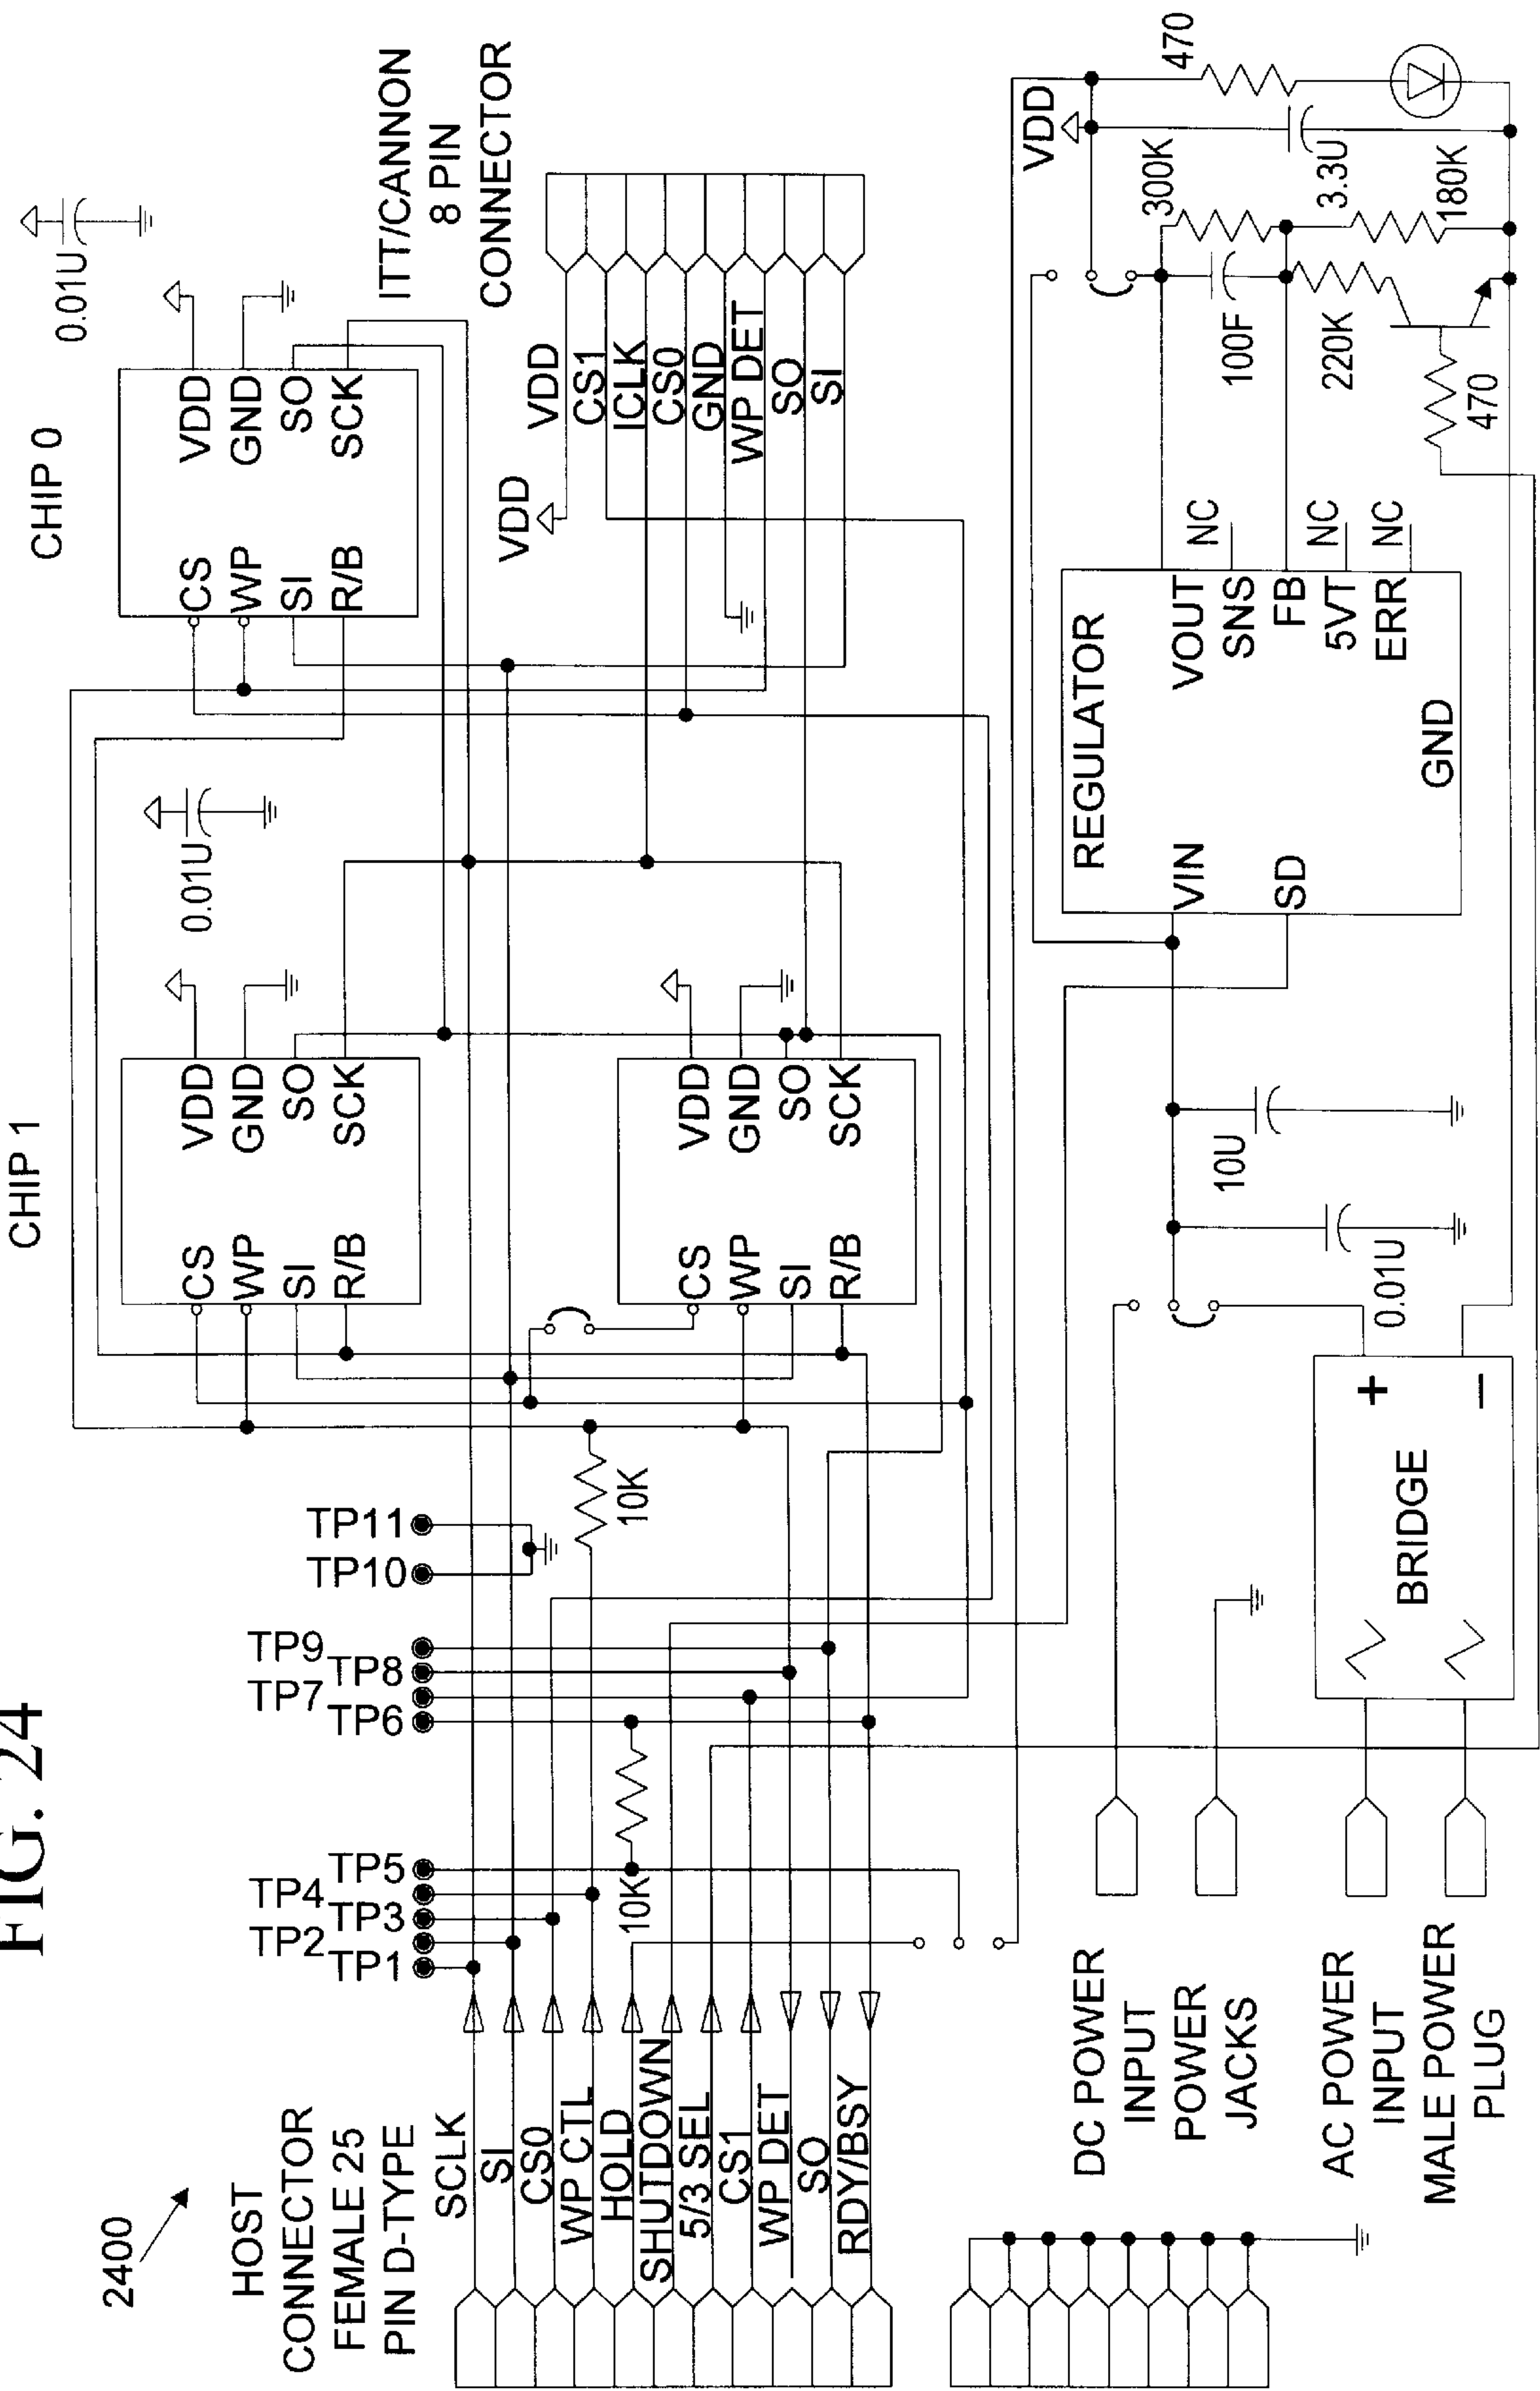 FIG. 24
2400
HOST
CONNECTOR
FEMALE 25
PIN D-TYPE
SCLK
SI
CS0
WP CTL
HOLD
SHUTDOWN
5/3 SEL
CS1
WP DET
SO
RDY/BSY
TP1
TP2
TP3
TP4
TP5
TP6
TP7
TP8
TP9
TP10
TP11
10K
10K
CHIP 1
CS
WP
SI
R/B
VDD
GND
SO
SCK
0.01U
CS
WP
SI
R/B
VDD
GND
SO
SCK
CHIP 0
CS
WP
SI
R/B
VDD
GND
SO
SCK
0.01U
ITT/CANNON
8 PIN
CONNECTOR
VDD
VDD
CS1
ICLK
CS0
GND
WP DET
SO
SI
DC POWER
INPUT
POWER
JACKS
AC POWER
INPUT
MALE POWER
PLUG
BRIDGE
+
−
0.01U
10U
REGULATOR
VIN
SD
VOUT
SNS
FB
5VT
ERR
GND
NC
NC
NC
VDD
300K
100F
220K
470
3.3U
180K
470